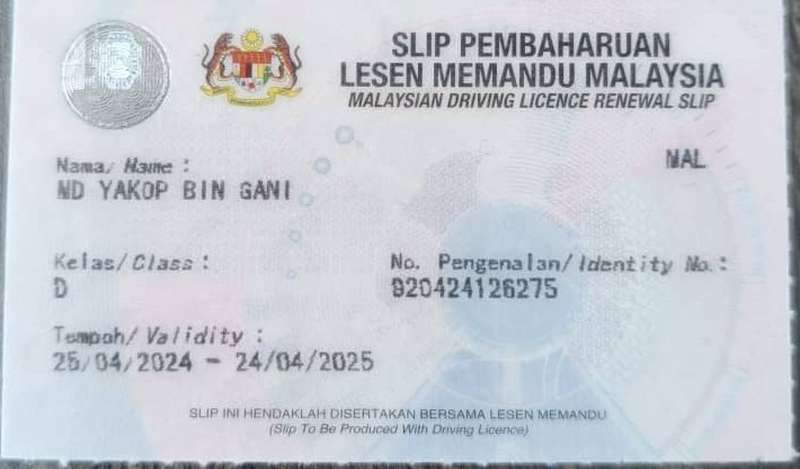 SLIP PEMBAHARUAN
LESEN MEMANDU MALAYSIA
MALAYSIAN DRIVING LICENCE RENEWAL SLIP
Nama/ Name :
MAL
MD YAKOP BIN GANI
Kelas/Class :
No. Pengenalan/Identity No. :
D
920424126275
Tempoh/ Validity :
25/04/2024 - 24/04/2025
SLIP INI HENDAKLAH DISERTAKAN BERSAMA LESEN MEMANDU
(Slip To Be Produced With Driving Licence)